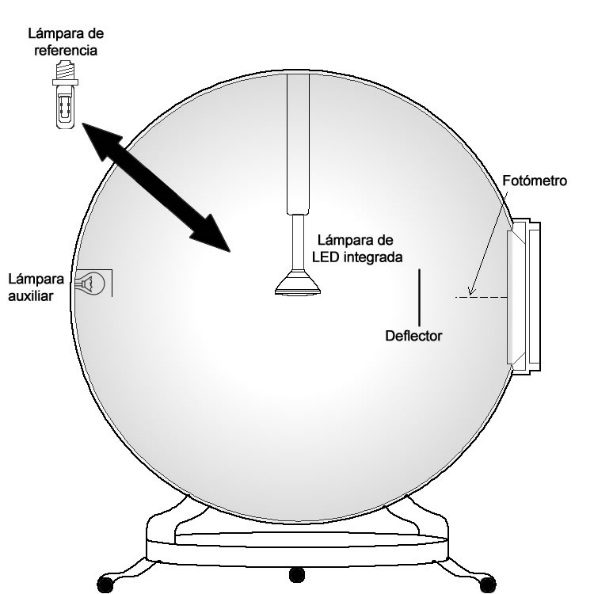 Lámpara de
referencia
Fotómetro
Lámpara de
LED integrada
Lámpara
auxiliar
Deflector